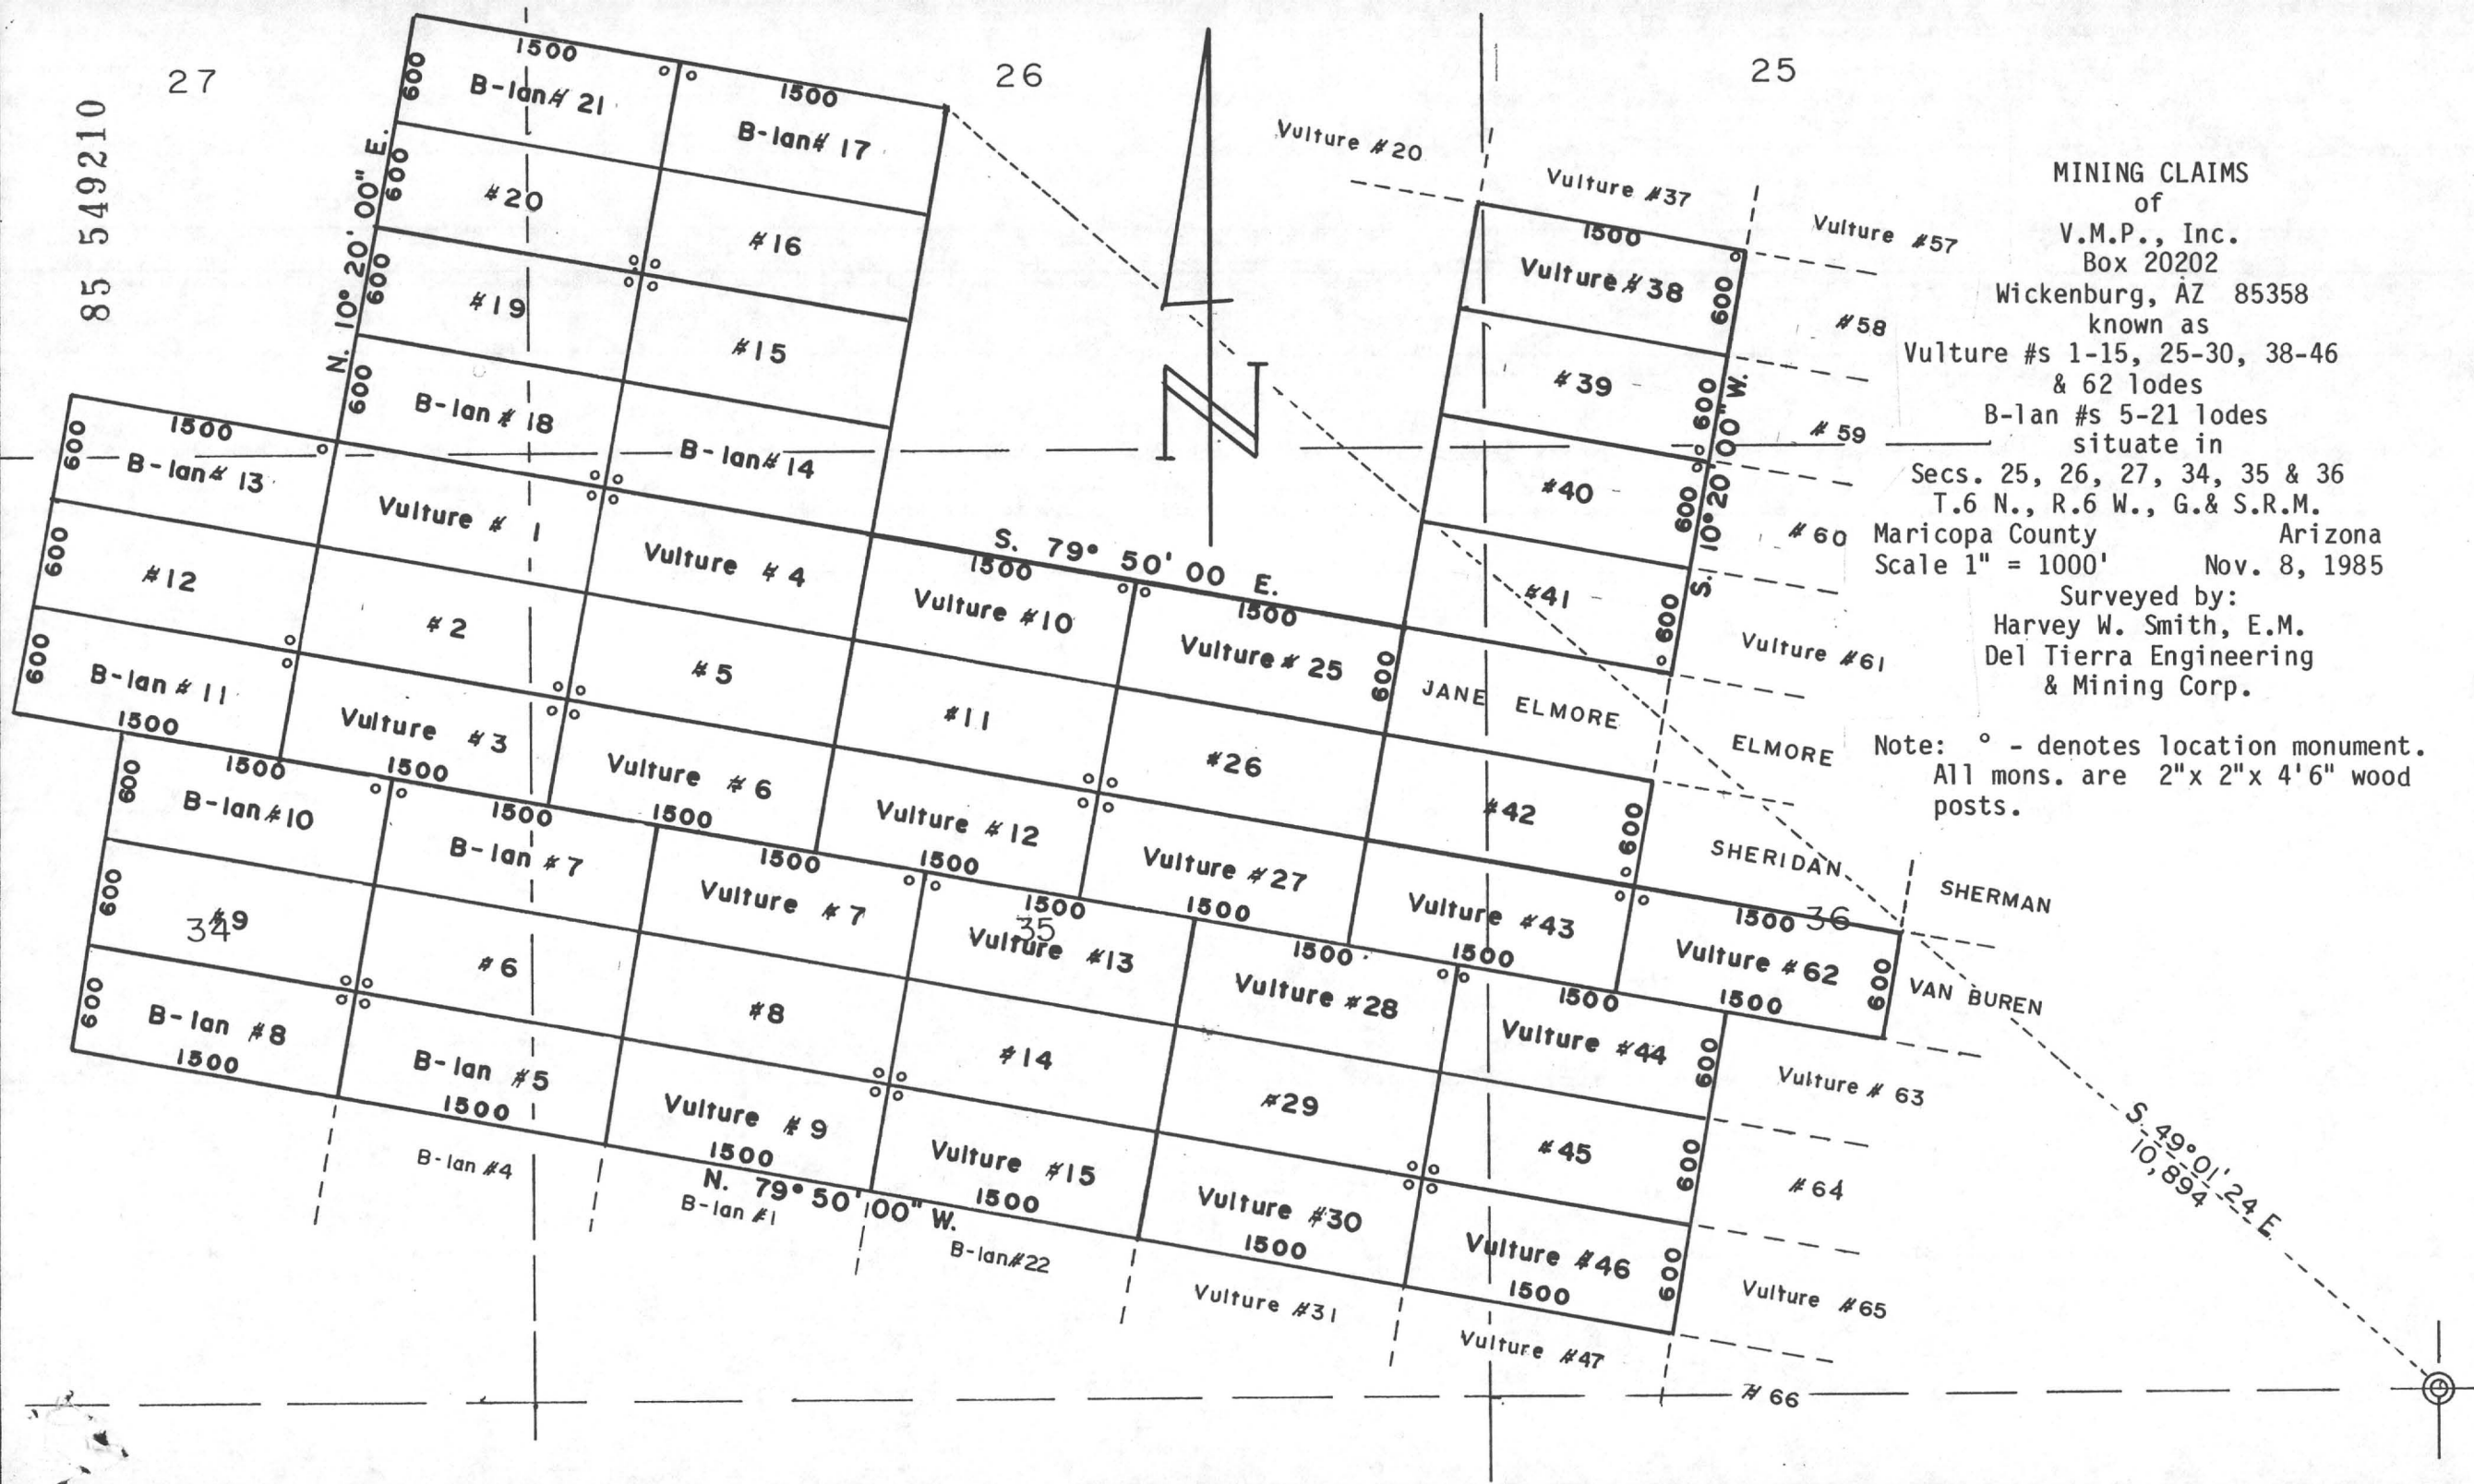 85 549210
27
26
25
1500
600
B-lan# 21
1500
B-lan# 17
600
#20
#16
600
#19
#15
600
B-lan # 18
B-lan# 14
N. 10° 20' 00" E.
Vulture #20
Vulture #37
Vulture #57
1500
Vulture # 38
600
#58
#39
600
# 59
#40
600
# 60
#41
600
Vulture #61
S. 10° 20' 00" W.
MINING CLAIMS
of
V.M.P., Inc.
Box 20202
Wickenburg, AZ 85358
known as
Vulture #s 1-15, 25-30, 38-46
& 62 lodes
B-lan #s 5-21 lodes
situate in
Secs. 25, 26, 27, 34, 35 & 36
T.6 N., R.6 W., G.& S.R.M.
Maricopa County Arizona
Scale 1" = 1000' Nov. 8, 1985
Surveyed by:
Harvey W. Smith, E.M.
Del Tierra Engineering
& Mining Corp.
Note: ° - denotes location monument.
All mons. are 2"x 2"x 4'6" wood
posts.
N
1500
600
B-lan# 13
Vulture # 1
Vulture # 4
S. 79° 50' 00 E.
1500
Vulture #10
1500
Vulture # 25
600
JANE ELMORE
ELMORE
600
#12
#2
#5
#11
#26
#42
600
SHERIDAN
SHERMAN
600
B-lan # 11
1500
Vulture #3
1500
Vulture # 6
1500
Vulture #12
1500
Vulture #27
1500
Vulture #43
1500
1500
36
Vulture #62
1500
600
VAN BUREN
600
1500
B-lan #10
1500
B-lan #7
1500
Vulture #7
1500
35
Vulture #13
1500
Vulture #28
1500
Vulture #44
600
Vulture # 63
600
#9
34
#6
#8
#14
#29
#45
600
#64
600
B-lan #8
1500
B-lan #5
1500
Vulture # 9
1500
Vulture #15
1500
Vulture #30
1500
Vulture #46
1500
600
Vulture #65
N. 79° 50' 00" W.
B-lan #4
B-lan #1
B-lan#22
Vulture #31
Vulture #47
# 66
S. 49° 01' 24 E
10,894